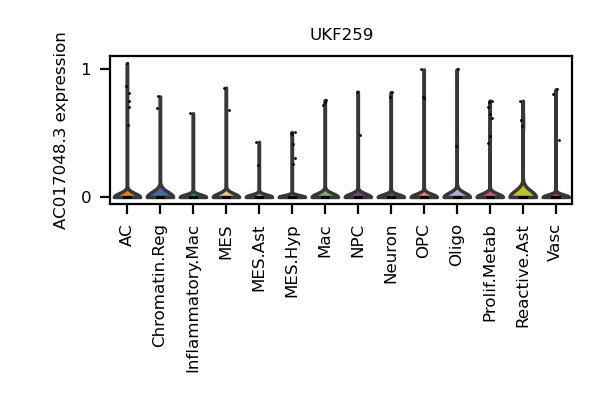 UKF259
AC017048.3 expression
1
0
AC
Chromatin.Reg
Inflammatory.Mac
MES
MES.Ast
MES.Hyp
Mac
NPC
Neuron
OPC
Oligo
Prolif.Metab
Reactive.Ast
Vasc